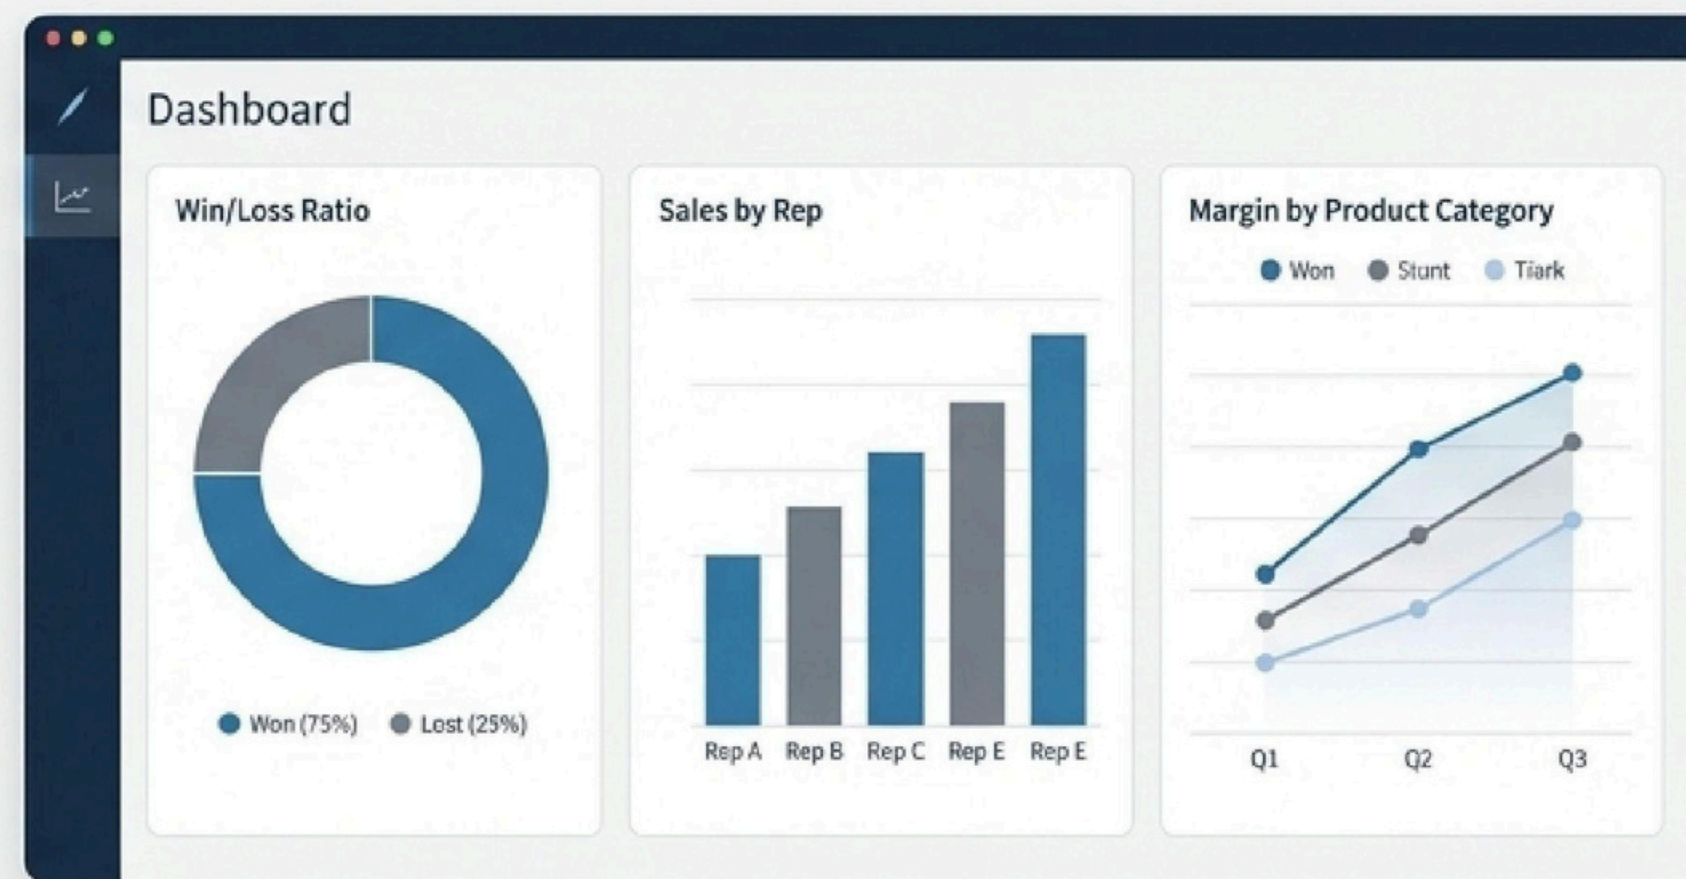 Dashboard
Win/Loss Ratio
Won (75%) Lost (25%)
Sales by Rep
Rep A Rep B Rep C Rep E Rep E
Margin by Product Category
Won Stunt Tiark
Q1 Q2 Q3